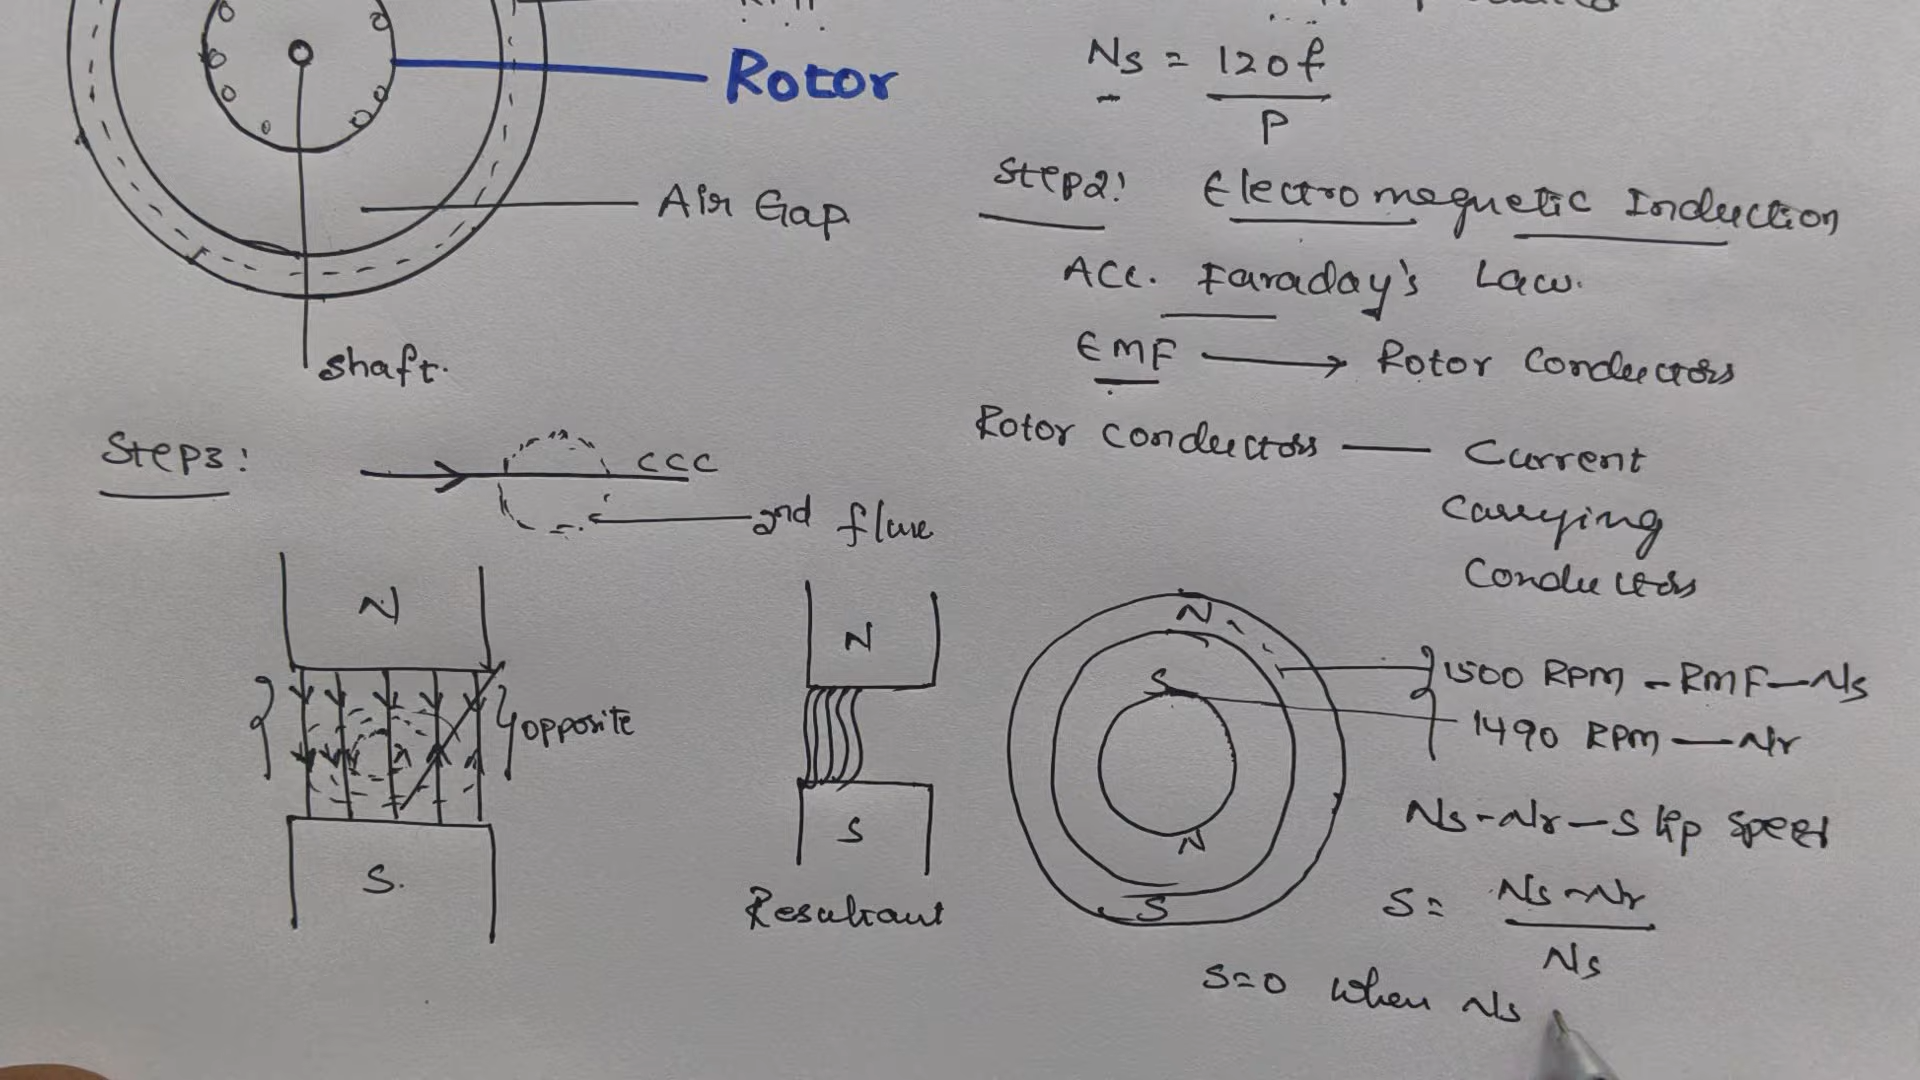 Rotor
Air Gap
shaft.
Ns = 120f
P
Step2!
Electromegnetic Induction
Acc. Faraday's Law.
EMF → Rotor Conductors
Rotor conductors — Current
Carrying
Conductors
Step3:
CCC
2nd flux
N
opposite
S.
N
S
Resultant
N
S
N
S
1500 RPM - RMF - Ns
1490 RPM — Nr
Ns - Nr - Slip Speed
S = Ns - Nr
Ns
S=0 when Ns